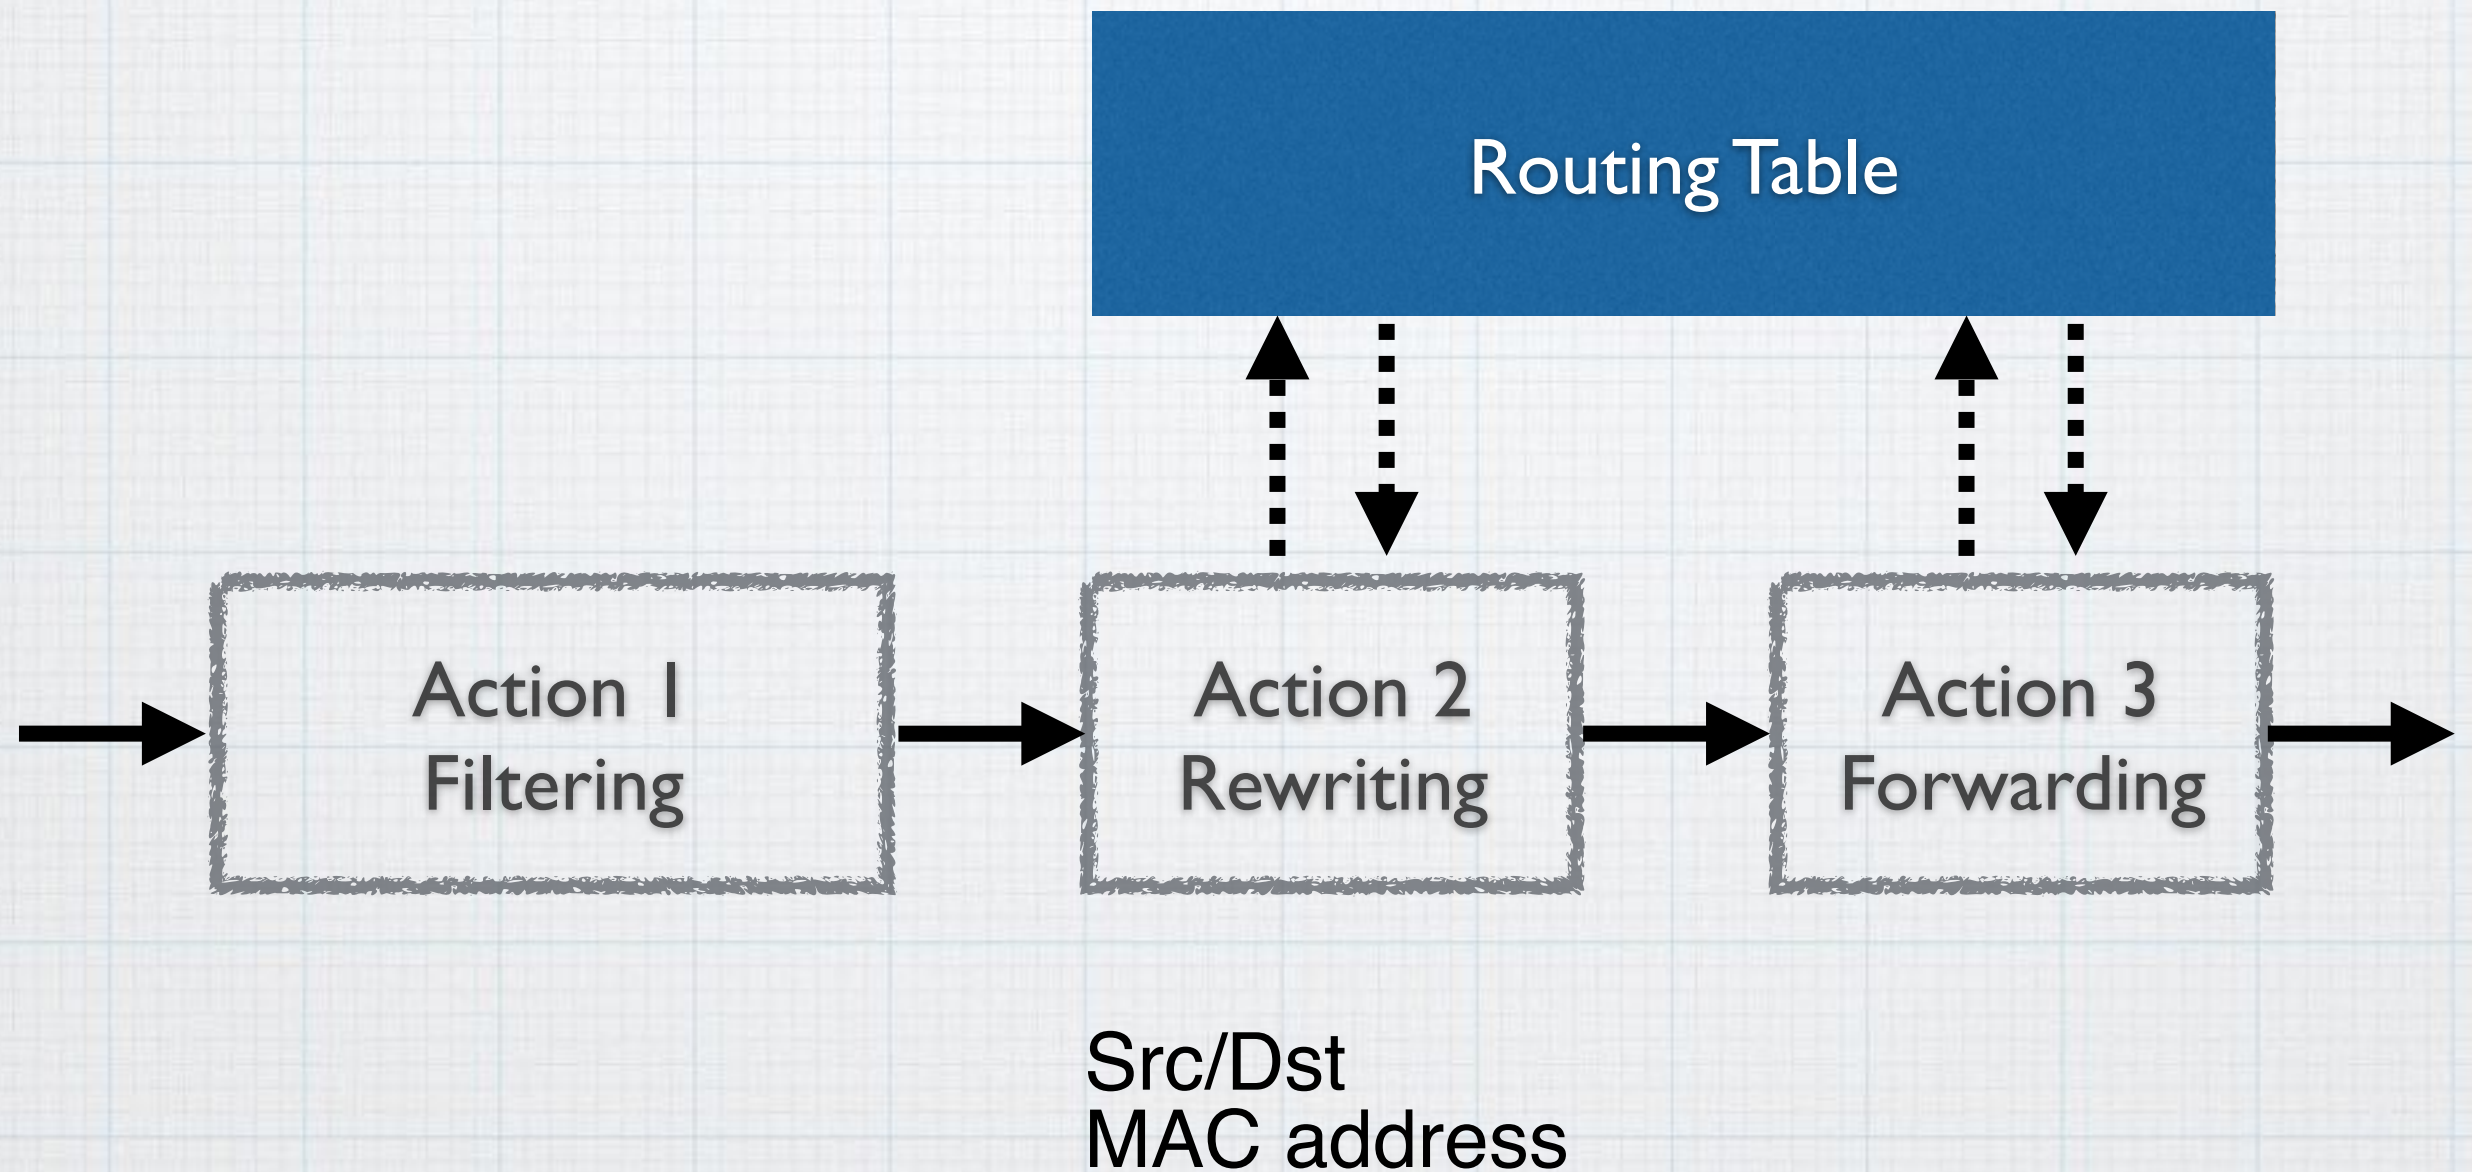 Routing Table
Action 1
Filtering
Action 2
Rewriting
Action 3
Forwarding
Src/Dst
MAC address